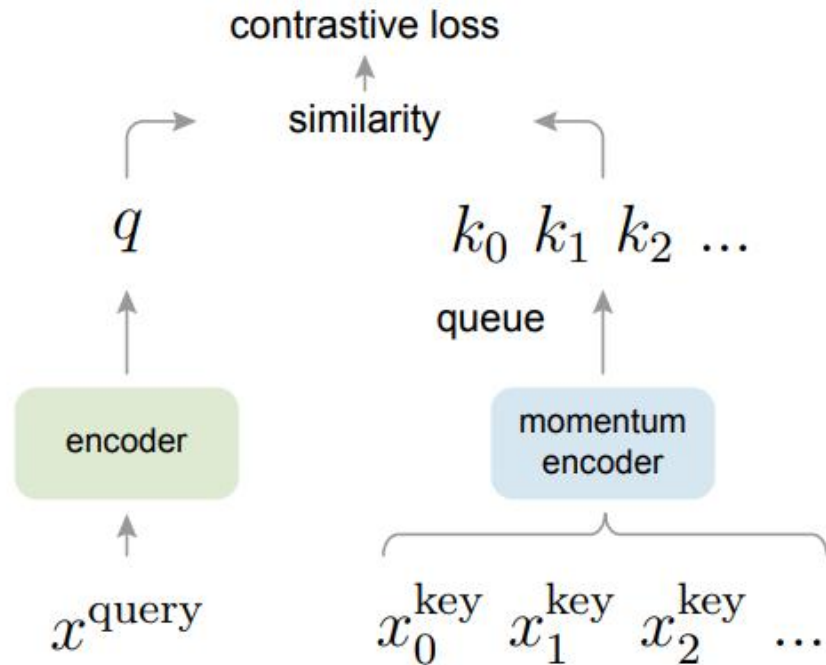 contrastive loss
similarity
q k₀ k₁ k₂ ...
queue
encoder
momentum
encoder
x^query x₀^key x₁^key x₂^key ...